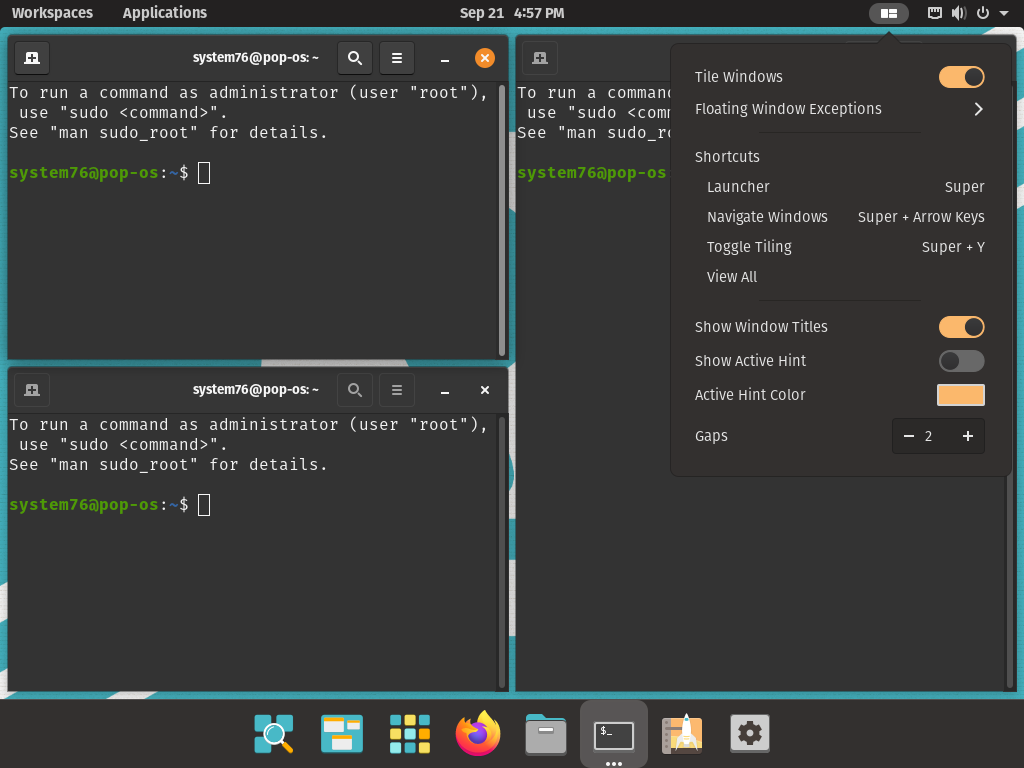 Workspaces Applications Sep 21 4:57 PM
system76@pop-os: ~
To run a command as administrator (user "root"),
use "sudo <command>".
See "man sudo_root" for details.
system76@pop-os:~$
system76@pop-os: ~
To run a command as administrator (user "root"),
use "sudo <command>".
See "man sudo_root" for details.
system76@pop-os:~$
To run a comman
use "sudo <com
See "man sudo_r
system76@pop-os
Tile Windows
Floating Window Exceptions
Shortcuts
Launcher Super
Navigate Windows Super + Arrow Keys
Toggle Tiling Super + Y
View All
Show Window Titles
Show Active Hint
Active Hint Color
Gaps − 2 +
$_